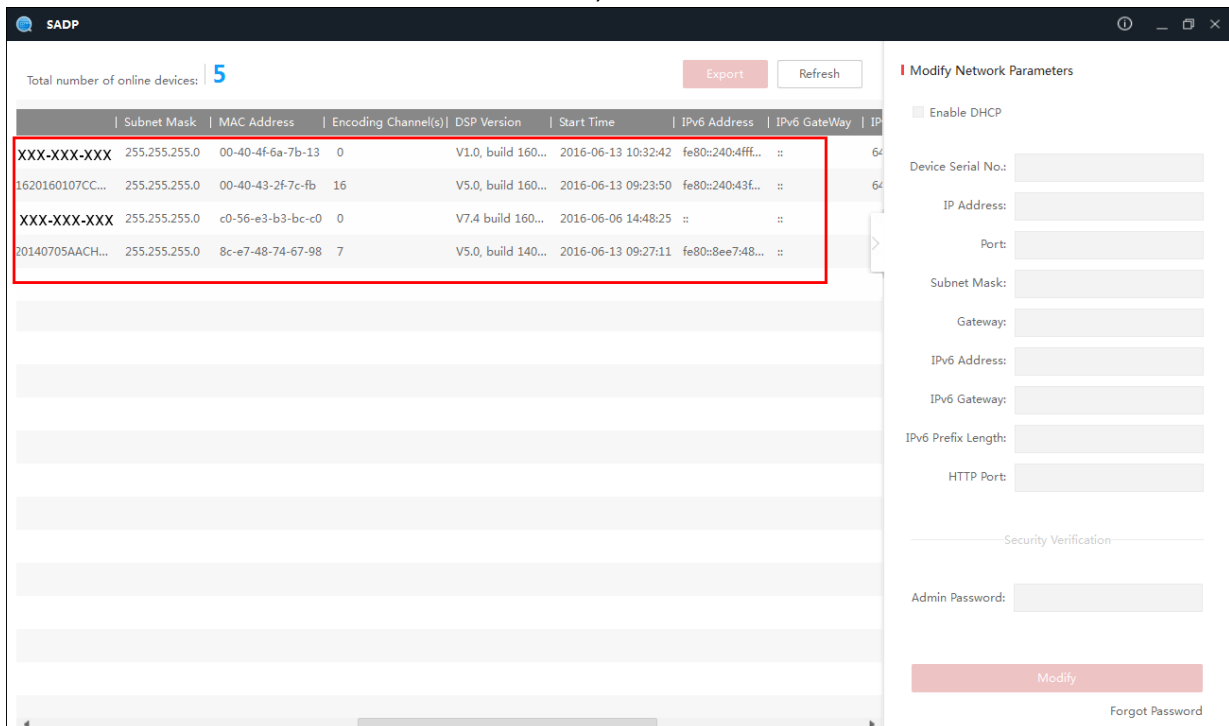 SADP
Total number of online devices: 5 Export Refresh
Subnet Mask | MAC Address | Encoding Channel(s) | DSP Version | Start Time | IPv6 Address | IPv6 GateWay | IP
XXX-XXX-XXX 255.255.255.0 00-40-4f-6a-7b-13 0 V1.0, build 160... 2016-06-13 10:32:42 fe80::240:4fff... :: 64
1620160107CC... 255.255.255.0 00-40-43-2f-7c-fb 16 V5.0, build 160... 2016-06-13 09:23:50 fe80::240:43f... :: 64
XXX-XXX-XXX 255.255.255.0 c0-56-e3-b3-bc-c0 0 V7.4 build 160... 2016-06-06 14:48:25 :: ::
20140705AACH... 255.255.255.0 8c-e7-48-74-67-98 7 V5.0, build 140... 2016-06-13 09:27:11 fe80::8ee7:48... ::
Modify Network Parameters
Enable DHCP
Device Serial No.:
IP Address:
Port:
Subnet Mask:
Gateway:
IPv6 Address:
IPv6 Gateway:
IPv6 Prefix Length:
HTTP Port:
Security Verification
Admin Password:
Modify
Forgot Password